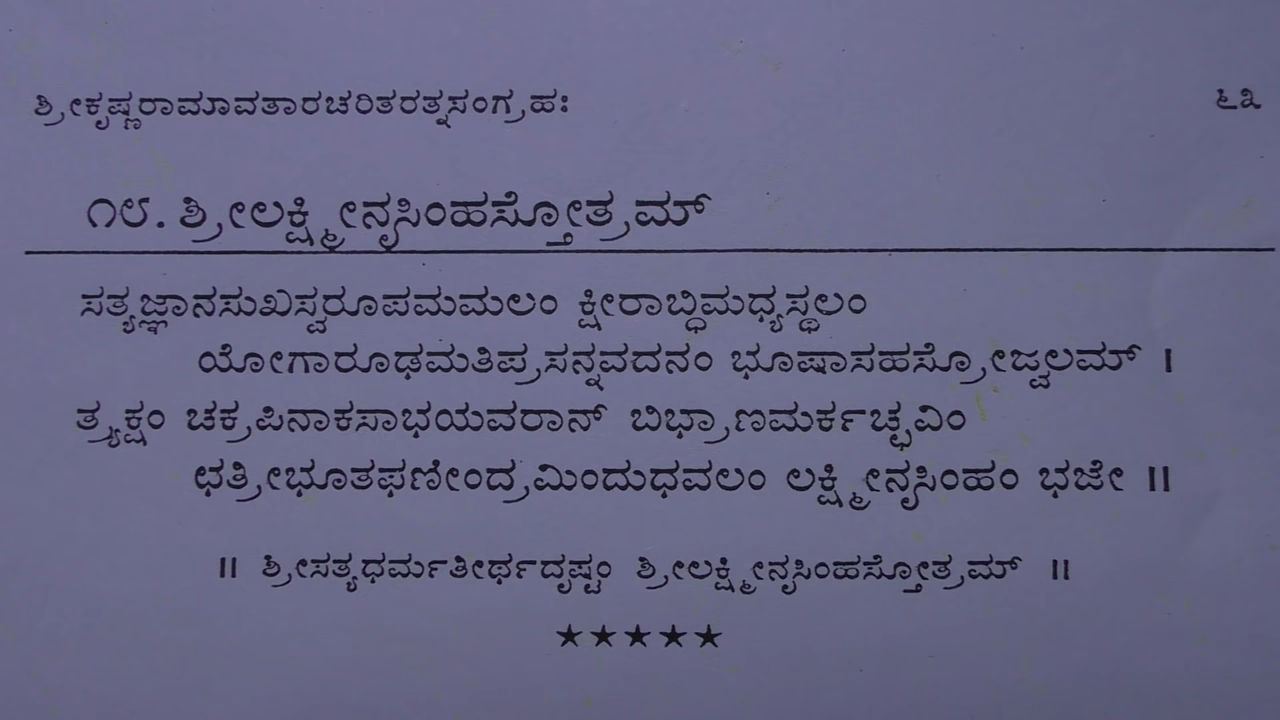 ಶ್ರೀಕೃಷ್ಣರಾಮಾವತಾರಚರಿತರತ್ನಸಂಗ್ರಹಃ ೬೩
೧೮. ಶ್ರೀಲಕ್ಷ್ಮೀನೃಸಿಂಹಸ್ತೋತ್ರಮ್
ಸತ್ಯಜ್ಞಾನಸುಖಸ್ವರೂಪಮಮಲಂ ಕ್ಷೀರಾಬ್ಧಿಮಧ್ಯಸ್ಥಲಂ
ಯೋಗಾರೂಢಮತಿಪ್ರಸನ್ನವದನಂ ಭೂಷಾಸಹಸ್ರೋಜ್ವಲಮ್ ।
ತ್ರ್ಯಕ್ಷಂ ಚಕ್ರಪಿನಾಕಸಾಭಯವರಾನ್ ಬಿಭ್ರಾಣಮರ್ಕಚ್ಛವಿಂ
ಛತ್ರೀಭೂತಫಣೀಂದ್ರಮಿಂದುಧವಲಂ ಲಕ್ಷ್ಮೀನೃಸಿಂಹಂ ಭಜೇ ॥
॥ ಶ್ರೀಸತ್ಯಧರ್ಮತೀರ್ಥದೃಷ್ಟಂ ಶ್ರೀಲಕ್ಷ್ಮೀನೃಸಿಂಹಸ್ತೋತ್ರಮ್ ॥
★★★★★